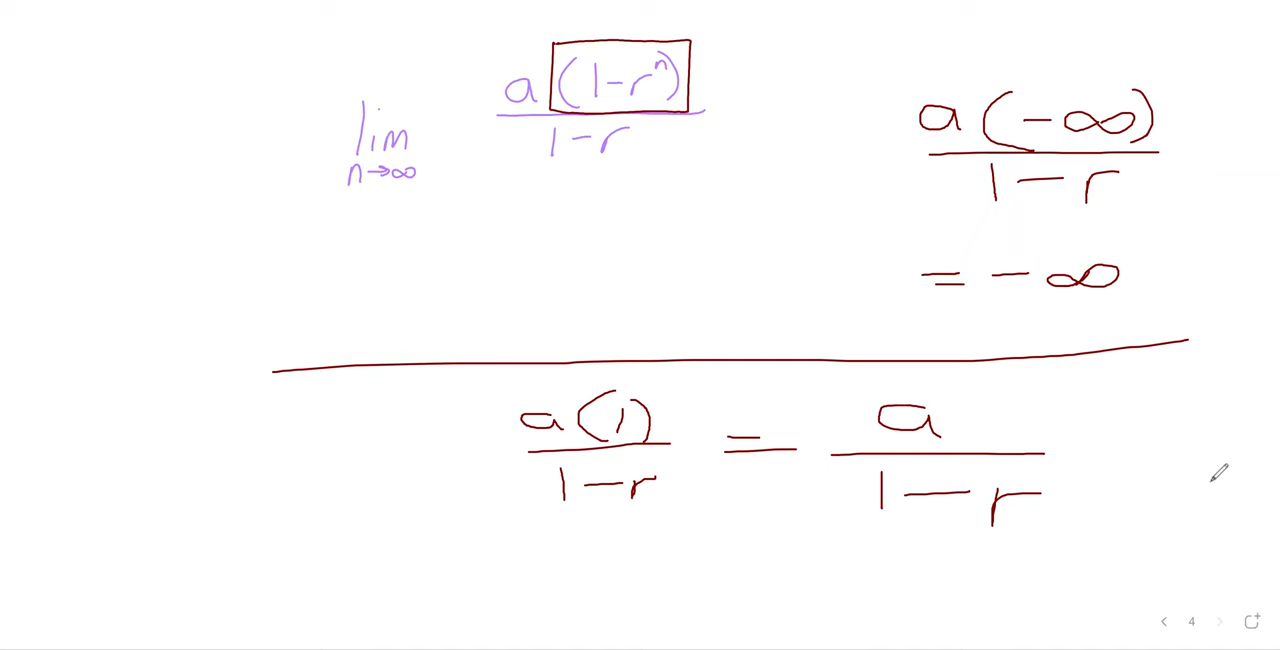 lim n→∞ a(1-r^n)/1-r
a(-∞)/1-r
= -∞
a(1)/1-r = a/1-r
4